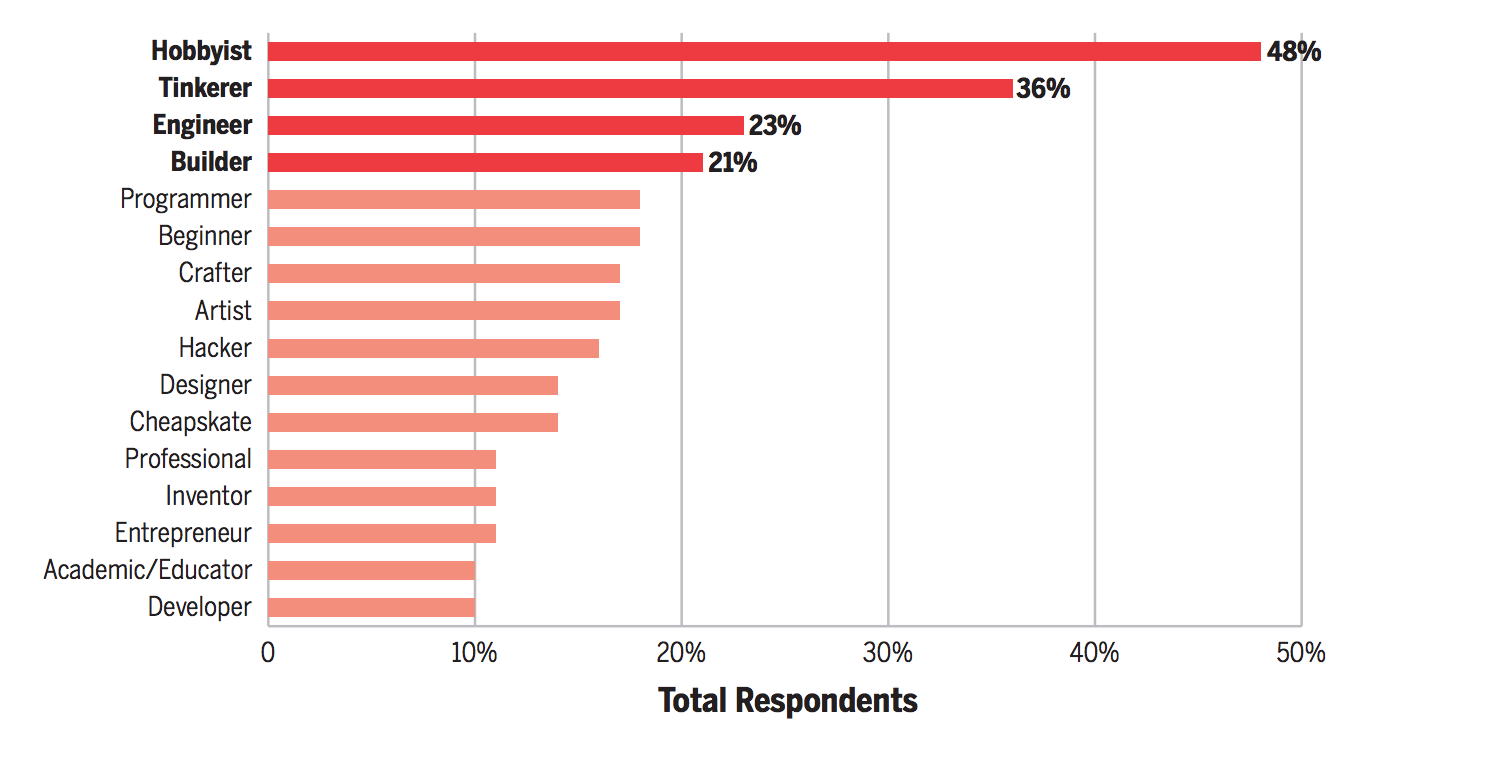 Hobbyist 48%
Tinkerer 36%
Engineer 23%
Builder 21%
Programmer
Beginner
Crafter
Artist
Hacker
Designer
Cheapskate
Professional
Inventor
Entrepreneur
Academic/Educator
Developer
0 10% 20% 30% 40% 50%
Total Respondents